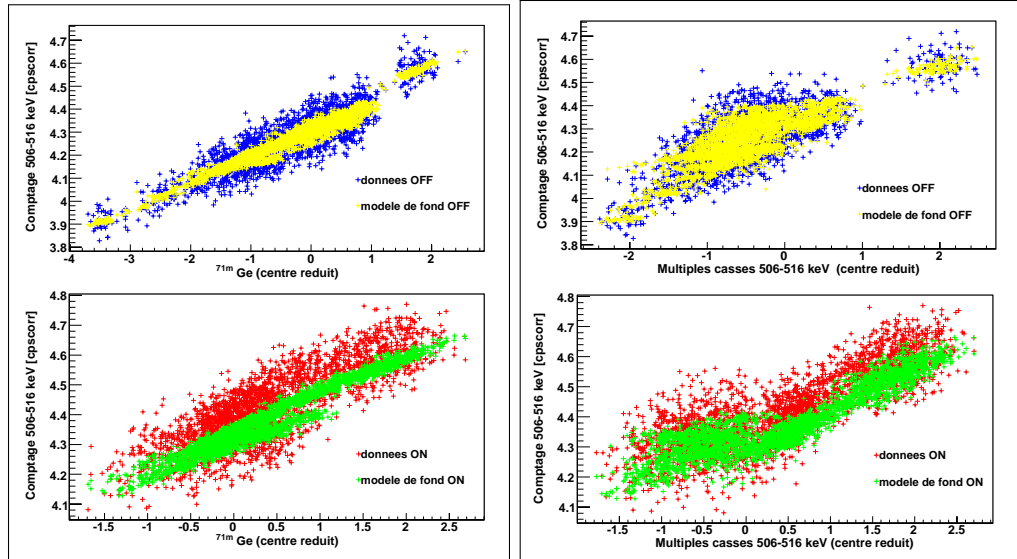 Comptage 506-516 keV [cpscorr]
4.7
4.6
4.5
4.4
4.3
4.2
4.1
4
3.9
3.8
donnees OFF
modele de fond OFF
-4 -3 -2 -1 0 1 2
71m Ge (centre reduit)
Comptage 506-516 keV [cpscorr]
4.7
4.6
4.5
4.4
4.3
4.2
4.1
4
3.9
3.8
donnees OFF
modele de fond OFF
-2 -1 0 1 2
Multiples casses 506-516 keV (centre reduit)
Comptage 506-516 keV [cpscorr]
4.8
4.7
4.6
4.5
4.4
4.3
4.2
4.1
donnees ON
modele de fond ON
-1.5 -1 -0.5 0 0.5 1 1.5 2 2.5
71m Ge (centre reduit)
Comptage 506-516 keV [cpscorr]
4.8
4.7
4.6
4.5
4.4
4.3
4.2
4.1
donnees ON
modele de fond ON
-1.5 -1 -0.5 0 0.5 1 1.5 2 2.5
Multiples casses 506-516 keV (centre reduit)